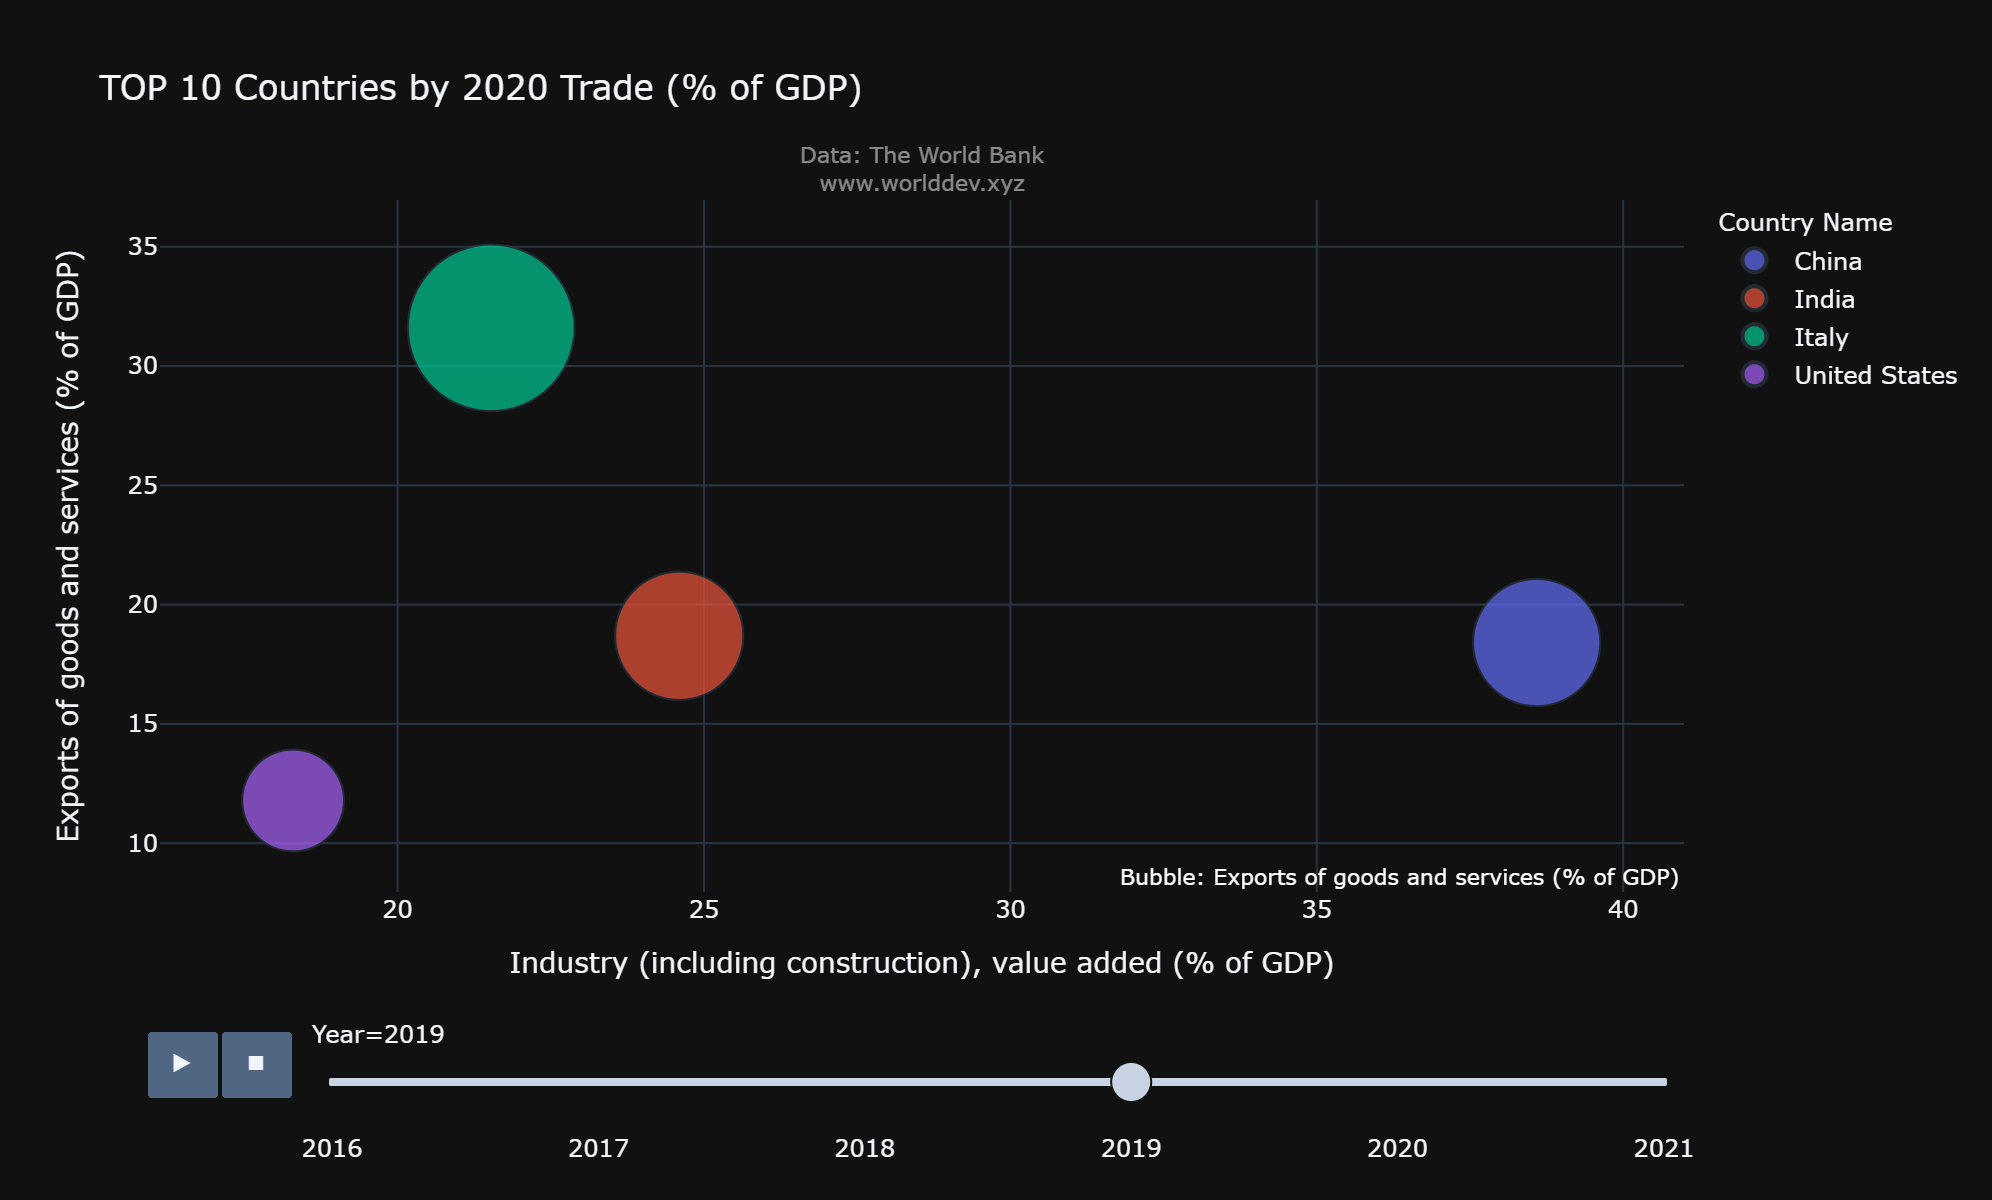 TOP 10 Countries by 2020 Trade (% of GDP)
Data: The World Bank
www.worlddev.xyz
Country Name
China
India
Italy
United States
Exports of goods and services (% of GDP)
35
30
25
20
15
10
Bubble: Exports of goods and services (% of GDP)
20 25 30 35 40
Industry (including construction), value added (% of GDP)
Year=2019
2016 2017 2018 2019 2020 2021